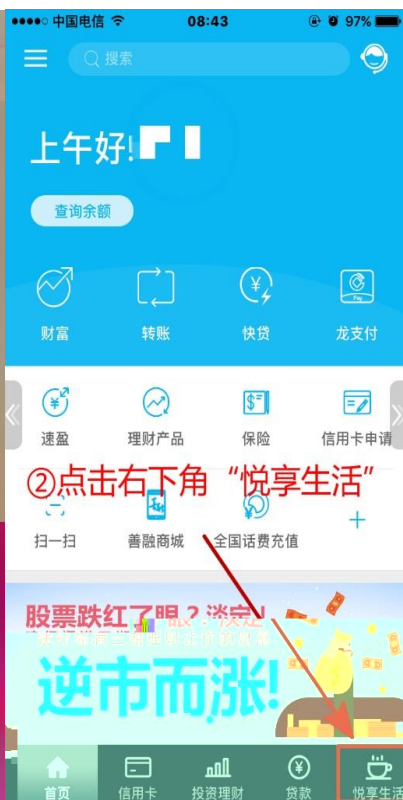 中国电信 08:43 97%
搜索
上午好!
查询余额
财富 转账 快贷 龙支付
速盈 理财产品 保险 信用卡申请
②点击右下角“悦享生活”
扫一扫 善融商城 全国话费充值
股票跌红了眼？淡定！
逆市而涨!
首页 信用卡 投资理财 贷款 悦享生活